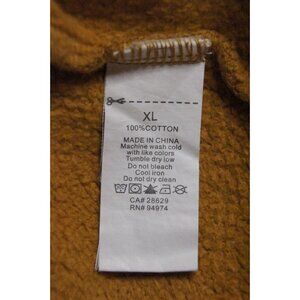 XL
100%COTTON
MADE IN CHINA
Machine wash cold
with like colors
Tumble dry low
Do not bleach
Cool iron
Do not dry clean
CA# 28629
RN# 94974